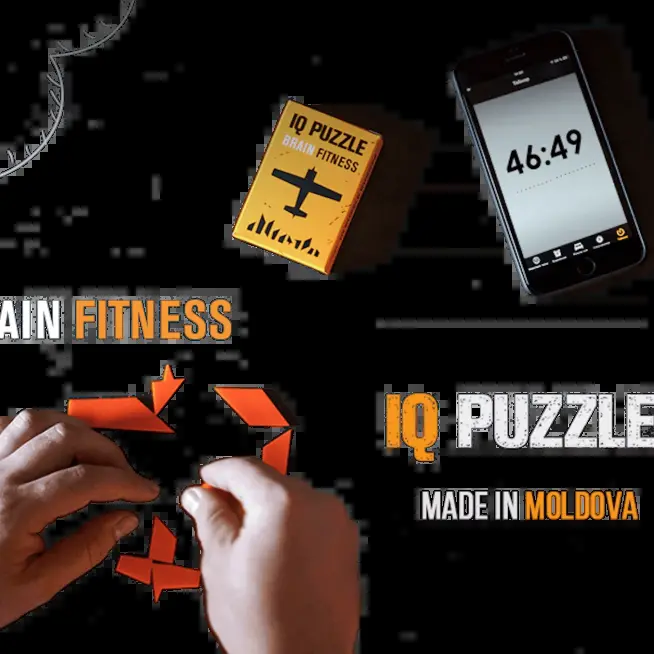 IQ PUZZLE
BRAIN FITNESS
46:49
AIN FITNESS
IQ PUZZLE
MADE IN MOLDOVA